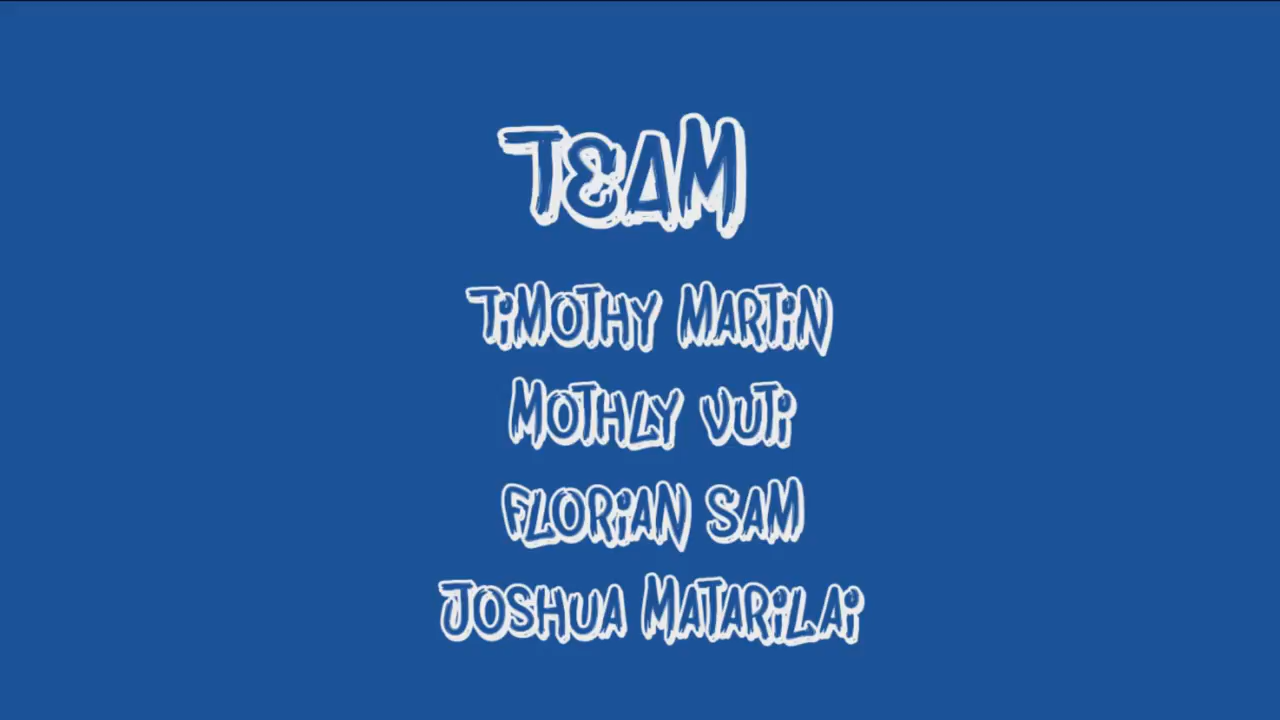 TEAM
TiMOTHY MARTiN
MOTHLY VUTi
FLORiAN SAM
JOSHUA MATARiLAi